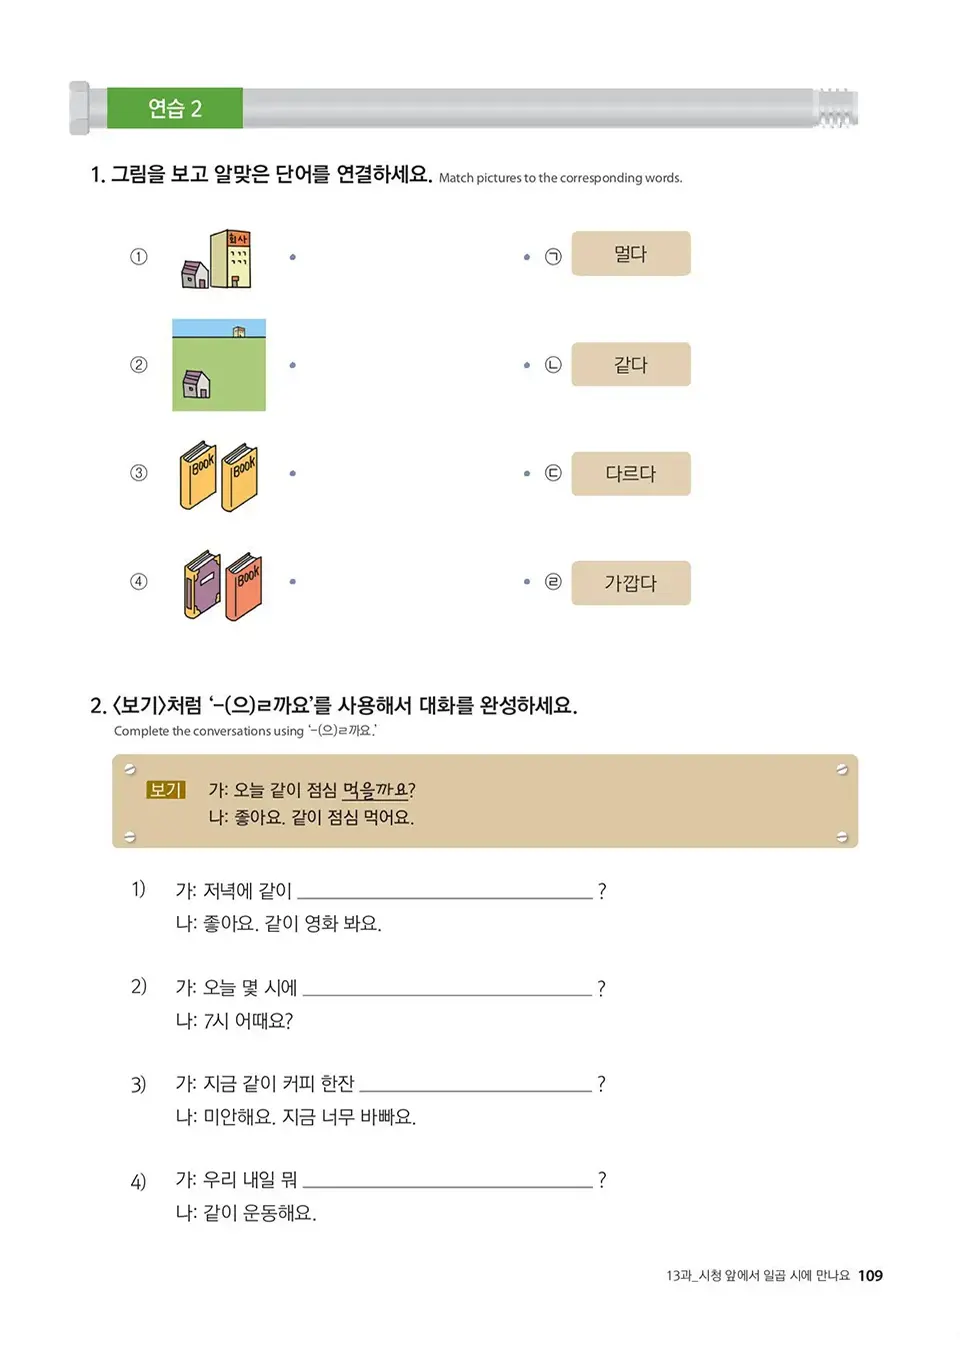 연습 2
1. 그림을 보고 알맞은 단어를 연결하세요. Match pictures to the corresponding words.
① 회사 ㉠ 멀다
② ㉡ 같다
③ Book Book ㉢ 다르다
④ Book ㉣ 가깝다
2. 〈보기〉처럼 ‘-(으)ㄹ까요’를 사용해서 대화를 완성하세요.
Complete the conversations using ‘-(으)ㄹ까요.’
보기 가: 오늘 같이 점심 먹을까요?
나: 좋아요. 같이 점심 먹어요.
1) 가: 저녁에 같이 ?
나: 좋아요. 같이 영화 봐요.
2) 가: 오늘 몇 시에 ?
나: 7시 어때요?
3) 가: 지금 같이 커피 한잔 ?
나: 미안해요. 지금 너무 바빠요.
4) 가: 우리 내일 뭐 ?
나: 같이 운동해요.
13과_시청 앞에서 일곱 시에 만나요 109